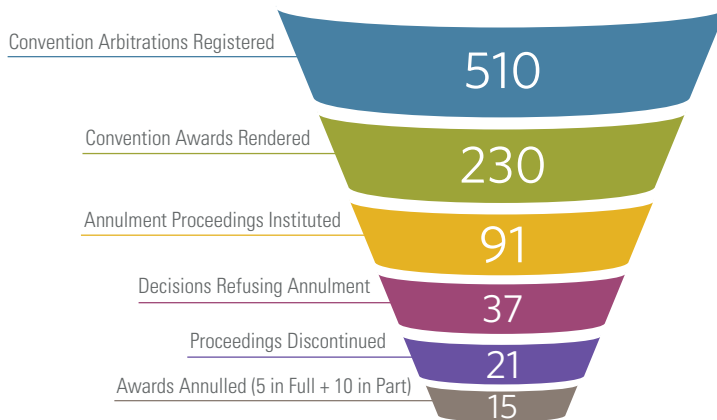 Convention Arbitrations Registered
510
Convention Awards Rendered
230
Annulment Proceedings Instituted
91
Decisions Refusing Annulment
37
Proceedings Discontinued
21
Awards Annulled (5 in Full + 10 in Part)
15